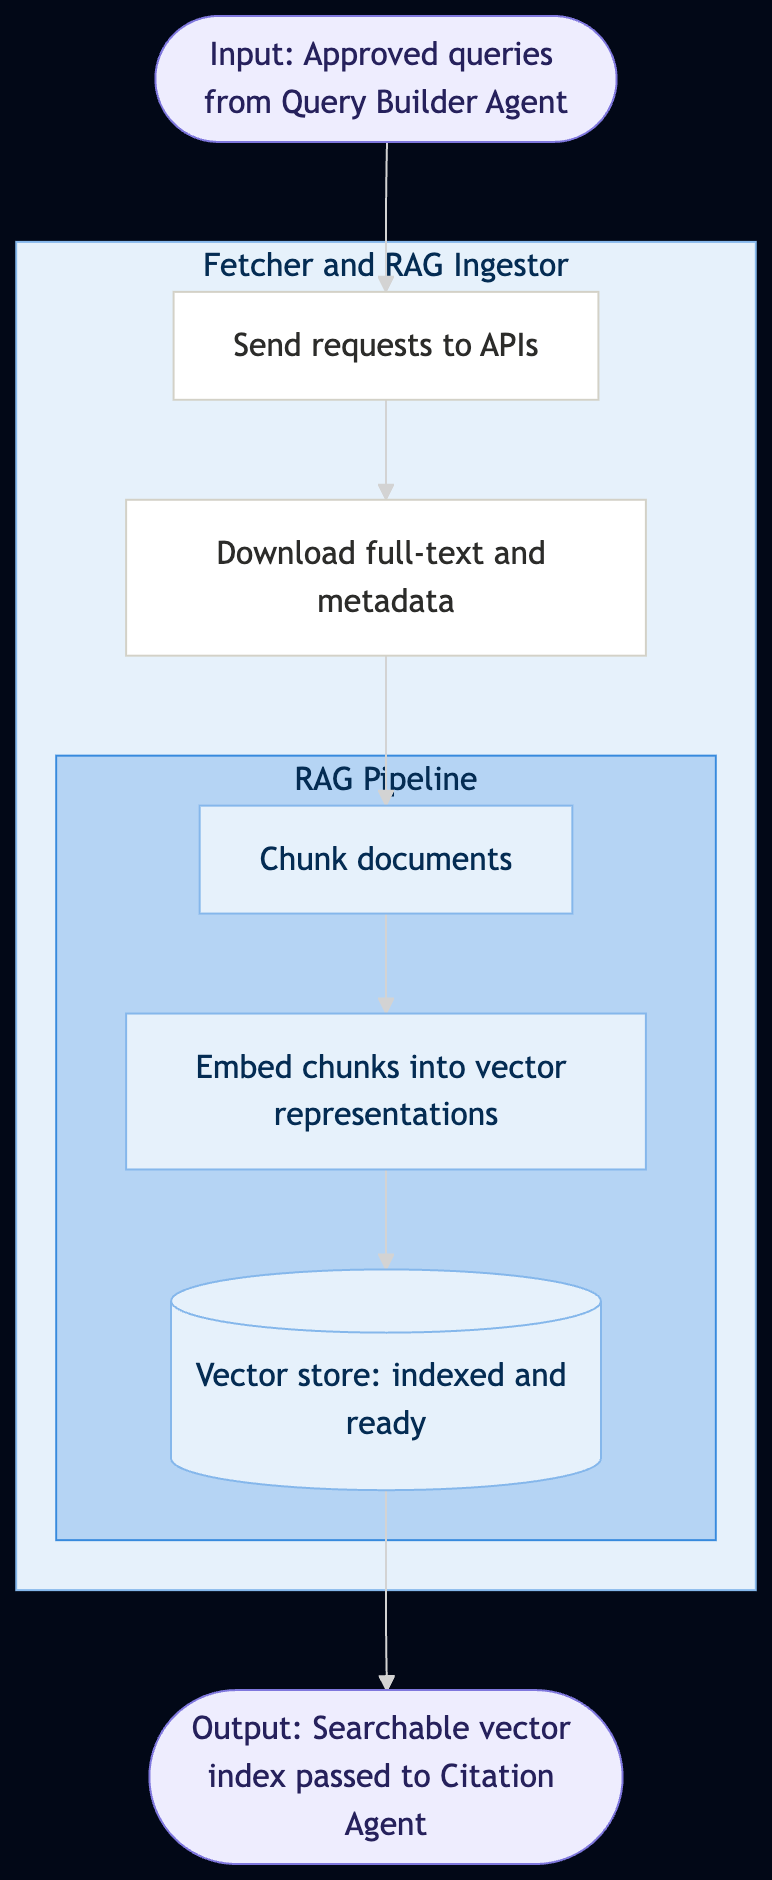 Input: Approved queries
from Query Builder Agent
Fetcher and RAG Ingestor
Send requests to APIs
Download full-text and
metadata
RAG Pipeline
Chunk documents
Embed chunks into vector
representations
Vector store: indexed and
ready
Output: Searchable vector
index passed to Citation
Agent